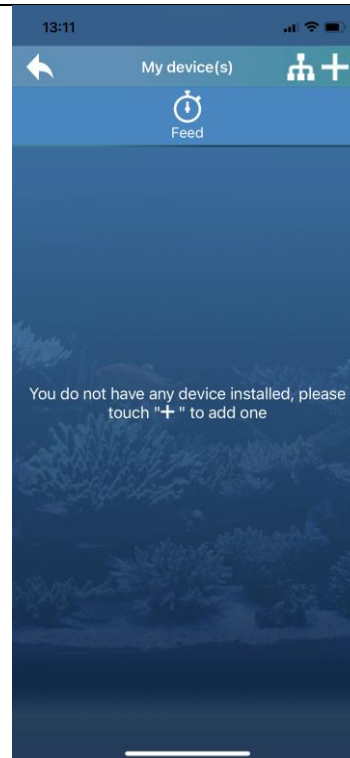 13:11
My device(s)
Feed
You do not have any device installed, please
touch "+ " to add one